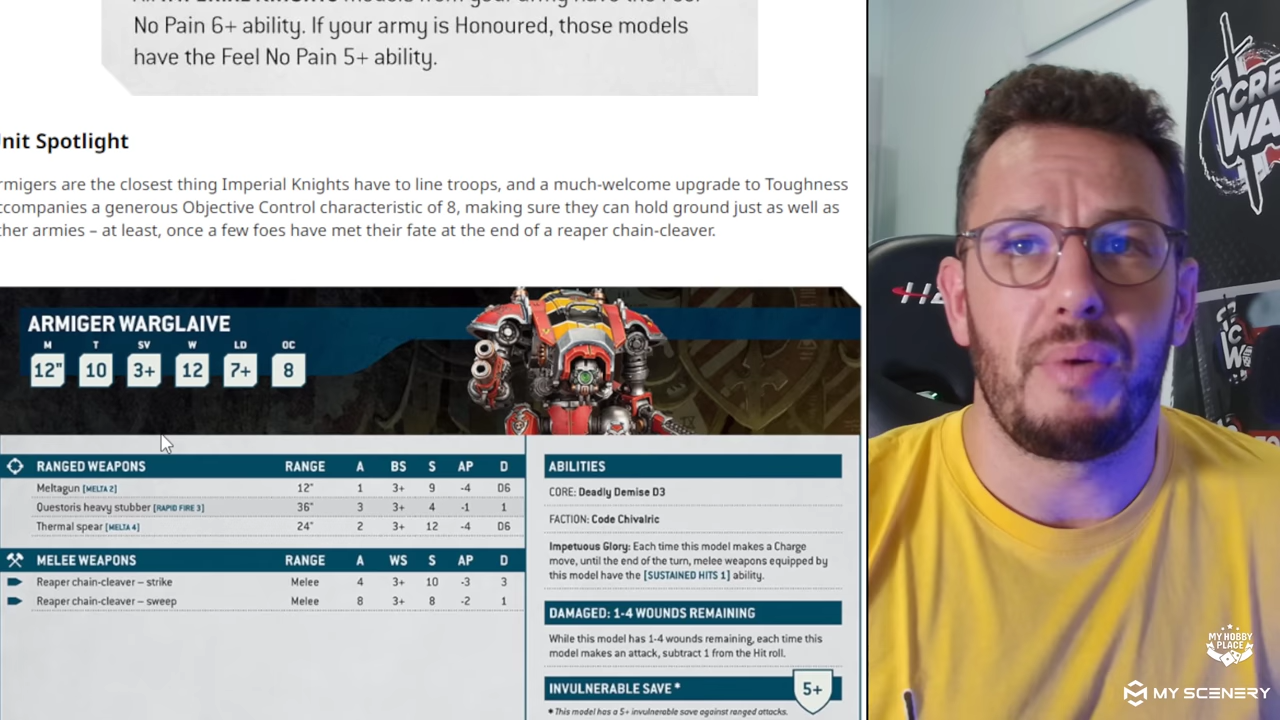 No Pain 6+ ability. If your army is Honoured, those models
have the Feel No Pain 5+ ability.
nit Spotlight
rmigers are the closest thing Imperial Knights have to line troops, and a much-welcome upgrade to Toughness
ccompanies a generous Objective Control characteristic of 8, making sure they can hold ground just as well as
ther armies – at least, once a few foes have met their fate at the end of a reaper chain-cleaver.
ARMIGER WARGLAIVE
M T SV W LD OC
12" 10 3+ 12 7+ 8
RANGED WEAPONS RANGE A BS S AP D
Meltagun [MELTA 2] 12" 1 3+ 9 -4 D6
Questoris heavy stubber [RAPID FIRE 3] 36" 3 3+ 4 -1 1
Thermal spear [MELTA 4] 24" 2 3+ 12 -4 D6
MELEE WEAPONS RANGE A WS S AP D
Reaper chain-cleaver – strike Melee 4 3+ 10 -3 3
Reaper chain-cleaver – sweep Melee 8 3+ 8 -2 1
ABILITIES
CORE: Deadly Demise D3
FACTION: Code Chivalric
Impetuous Glory: Each time this model makes a Charge
move, until the end of the turn, melee weapons equipped by
this model have the [SUSTAINED HITS 1] ability.
DAMAGED: 1-4 WOUNDS REMAINING
While this model has 1-4 wounds remaining, each time this
model makes an attack, subtract 1 from the Hit roll.
INVULNERABLE SAVE* 5+
* This model has a 5+ invulnerable save against ranged attacks.
CRE
WA
MY HOBBY
PLACE
MY SCENERY